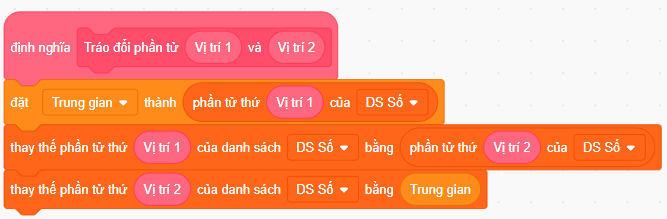 định nghĩa Tráo đổi phần tử Vị trí 1 và Vị trí 2
đặt Trung gian thành phần tử thứ Vị trí 1 của DS Số
thay thế phần tử thứ Vị trí 1 của danh sách DS Số bằng phần tử thứ Vị trí 2 của DS Số
thay thế phần tử thứ Vị trí 2 của danh sách DS Số bằng Trung gian